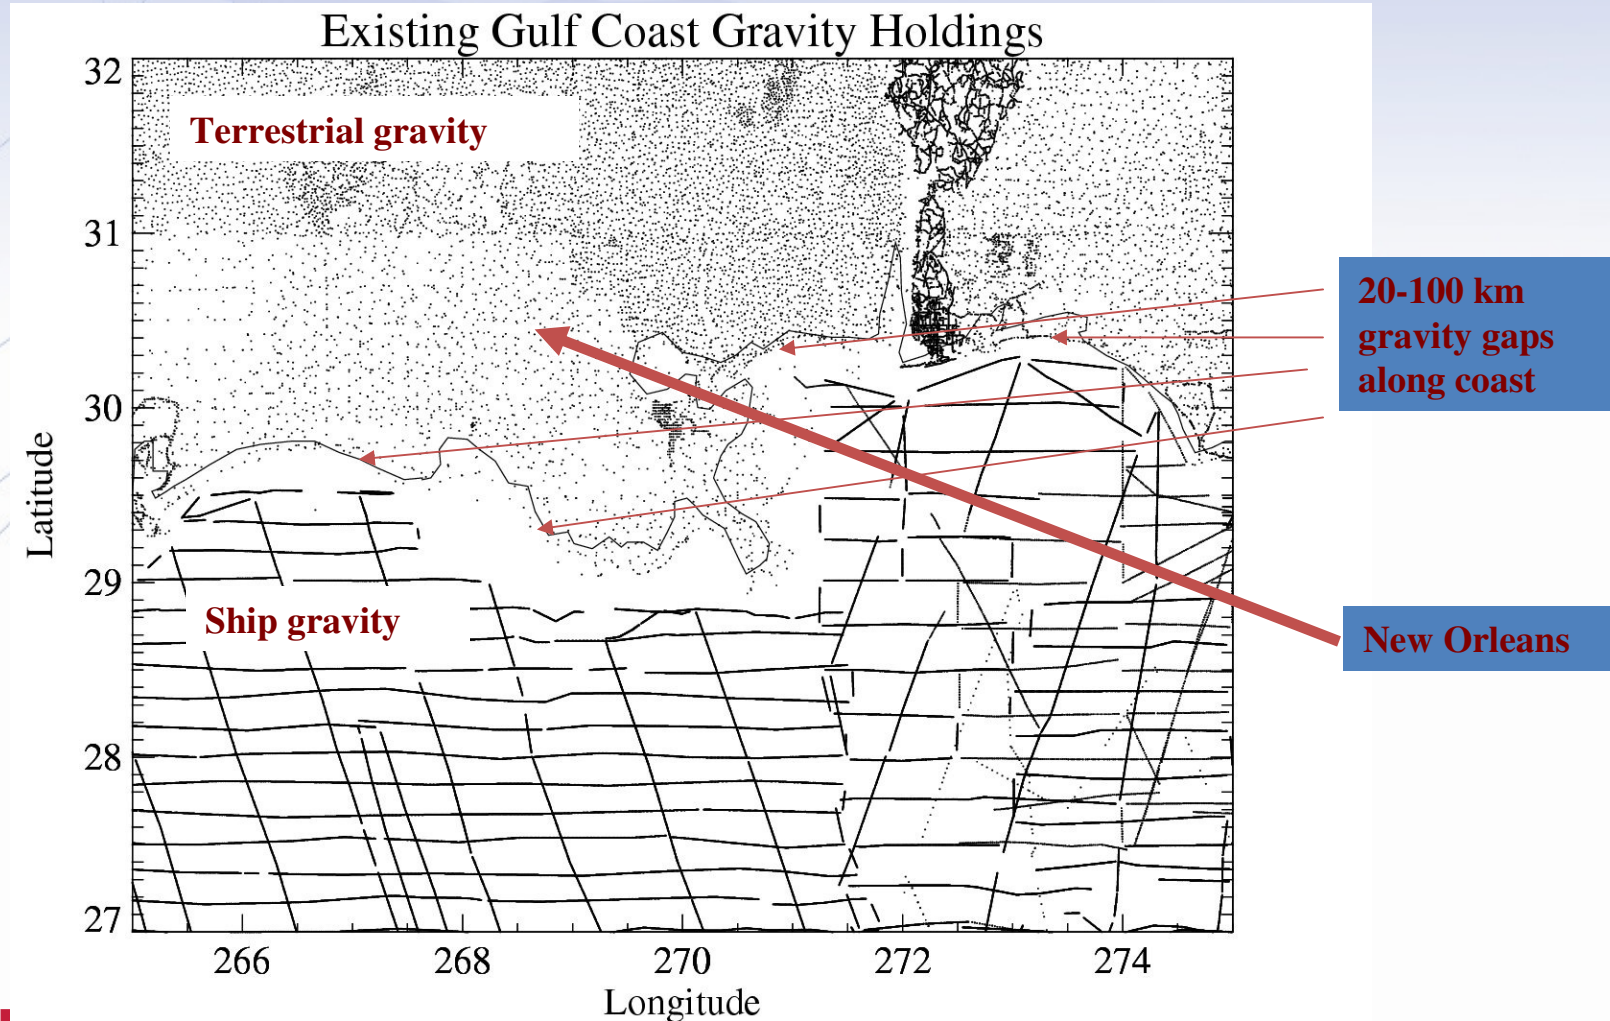 Existing Gulf Coast Gravity Holdings
32
Terrestrial gravity
31
20-100 km
gravity gaps
along coast
30
Latitude
29
Ship gravity
New Orleans
28
27
266 268 270 272 274
Longitude